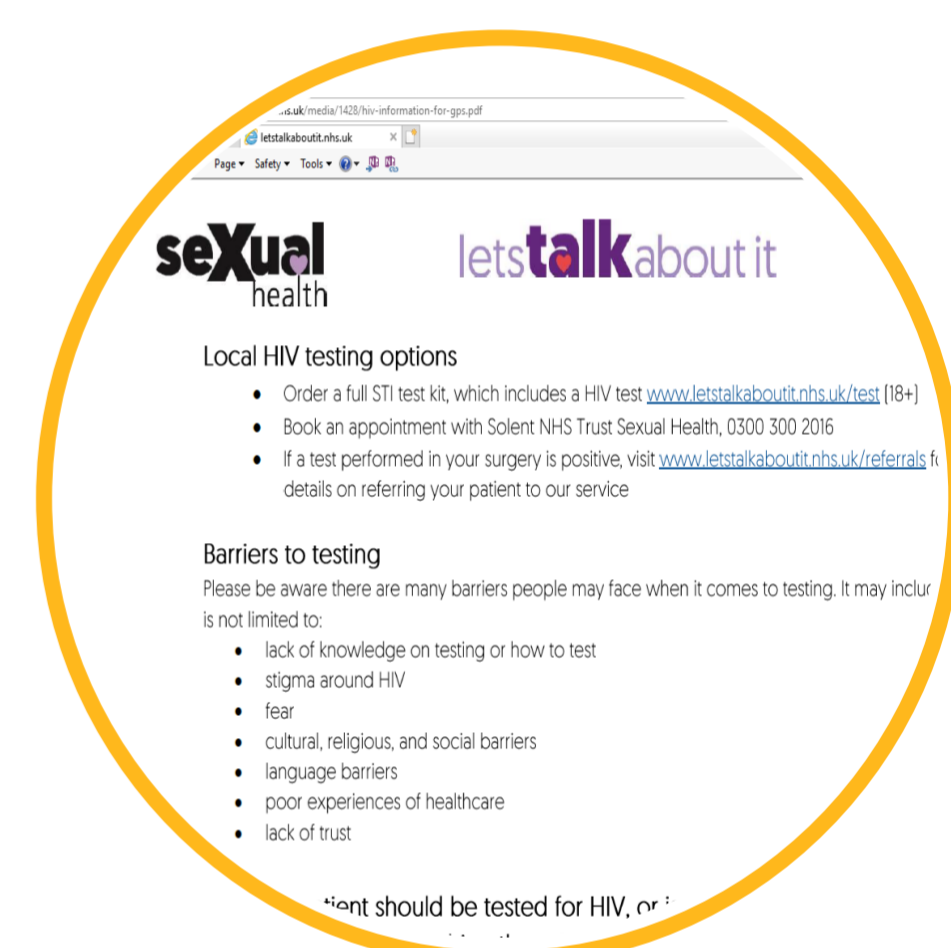 .uk/media/1428/hiv-information-for-gps.pdf
letstalkaboutit.nhs.uk
Page Safety Tools
seXual
health
letstalkabout it
Local HIV testing options
• Order a full STI test kit, which includes a HIV test www.letstalkaboutit.nhs.uk/test (18+)
• Book an appointment with Solent NHS Trust Sexual Health, 0300 300 2016
• If a test performed in your surgery is positive, visit www.letstalkaboutit.nhs.uk/referrals
details on referring your patient to our service
Barriers to testing
Please be aware there are many barriers people may face when it comes to testing. It may
is not limited to:
• lack of knowledge on testing or how to test
• stigma around HIV
• fear
• cultural, religious, and social barriers
• language barriers
• poor experiences of healthcare
• lack of trust
should be tested for HIV, or